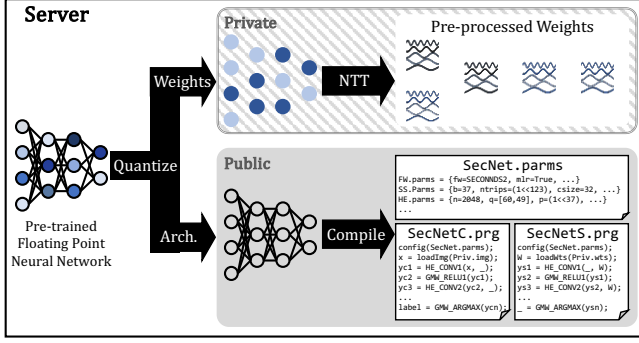 Server
Private
Pre-processed Weights
Weights
NTT
Quantize
Pre-trained
Floating Point
Neural Network
Arch.
Public
Compile
SecNet.parms
FW.parms = {fw=SECONNDS2, mlr=True, ...}
SS.parms = {b=37, ntrips=(1<<123), csize=32, ...}
HE.parms = {n=2048, q=[60,49], p=(1<<37), ...}
...
SecNetC.prg
config(SecNet.parms);
x = loadImg(Priv.img);
yc1 = HE_CONV1(x, _);
yc2 = GMW_RELU1(yc1);
yc3 = HE_CONV2(yc2, _);
...
label = GMW_ARGMAX(ycn);
SecNetS.prg
config(SecNet.parms);
W = loadWts(Priv.wts);
ys1 = HE_CONV1(_, W);
ys2 = GMW_RELU1(ys1);
ys3 = HE_CONV2(ys2, W);
...
_ = GMW_ARGMAX(ysn);